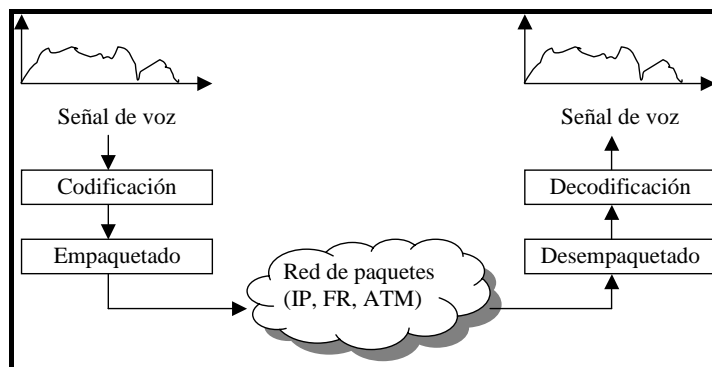 Señal de voz
Codificación
Empaquetado
Red de paquetes
(IP, FR, ATM)
Señal de voz
Decodificación
Desempaquetado